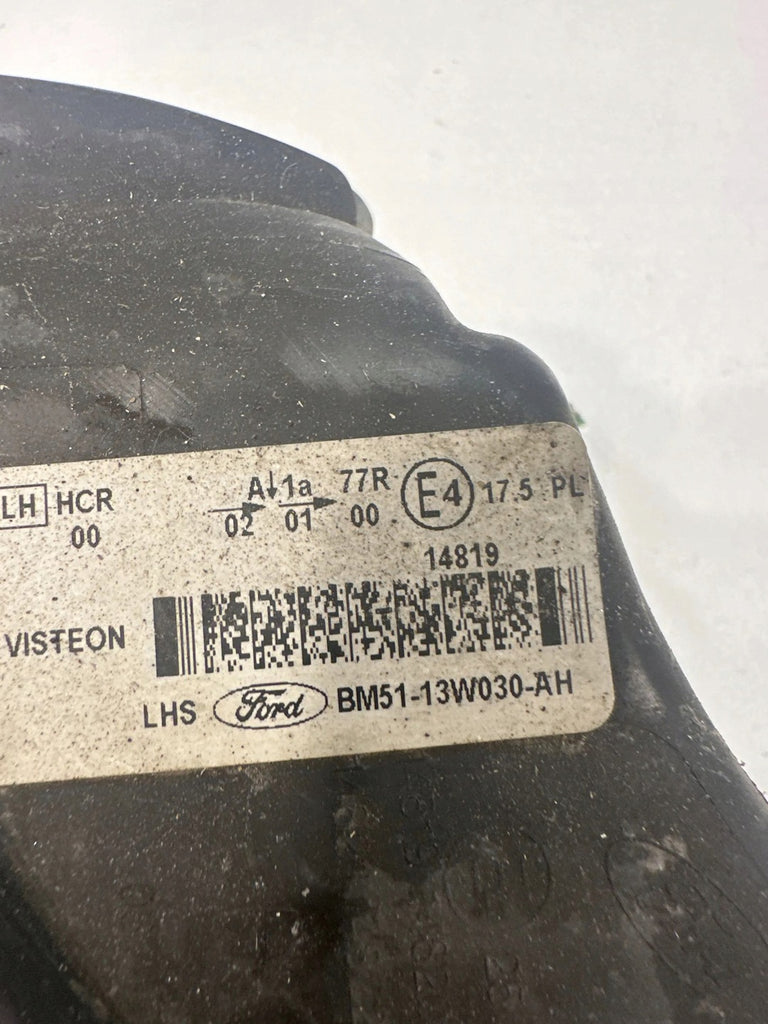 LH HCR A 1a 77R E4 17.5 PL
00 02 01 00
14819
VISTEON
LHS Ford BM51-13W030-AH